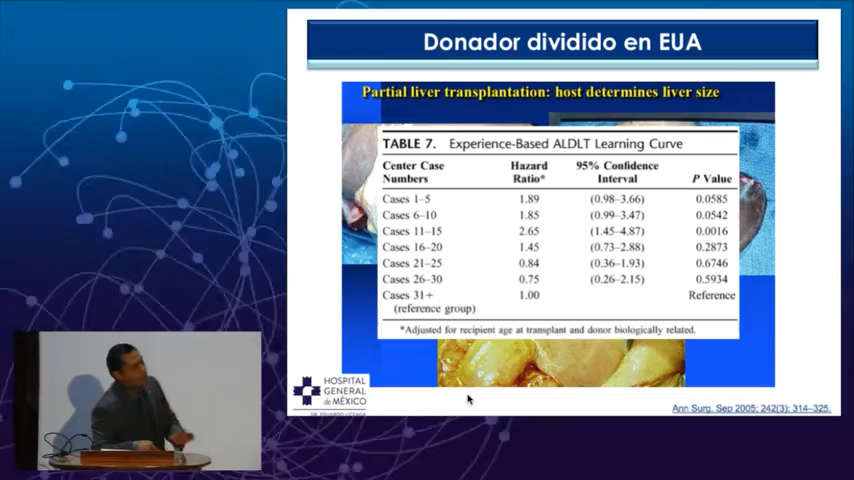 Donador dividido en EUA
Partial liver transplantation: host determines liver size
TABLE 7. Experience-Based ALDLT Learning Curve
Center Case Numbers Hazard Ratio* 95% Confidence Interval P Value
Cases 1–5 1.89 (0.98–3.66) 0.0585
Cases 6–10 1.85 (0.99–3.47) 0.0542
Cases 11–15 2.65 (1.45–4.87) 0.0016
Cases 16–20 1.45 (0.73–2.88) 0.2873
Cases 21–25 0.84 (0.36–1.93) 0.6746
Cases 26–30 0.75 (0.26–2.15) 0.5934
Cases 31+ 1.00 Reference
(reference group)
*Adjusted for recipient age at transplant and donor biologically related.
HOSPITAL
GENERAL
de MÉXICO
DR. EDUARDO LICEAGA
Ann Surg. Sep 2005; 242(3): 314–325.